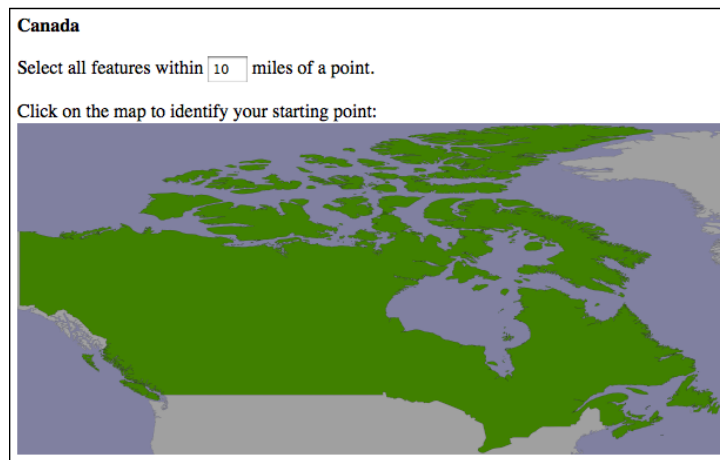 Canada
Select all features within 10 miles of a point.
Click on the map to identify your starting point: